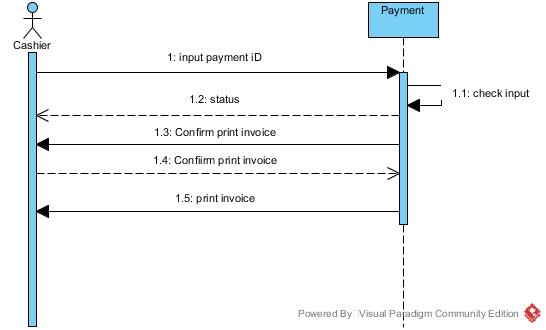 Payment
Cashier
1: input payment iD
1.1: check input
1.2: status
1.3: Confirm print invoice
1.4: Confiirm print invoice
1.5: print invoice
Powered By Visual Paradigm Community Edition